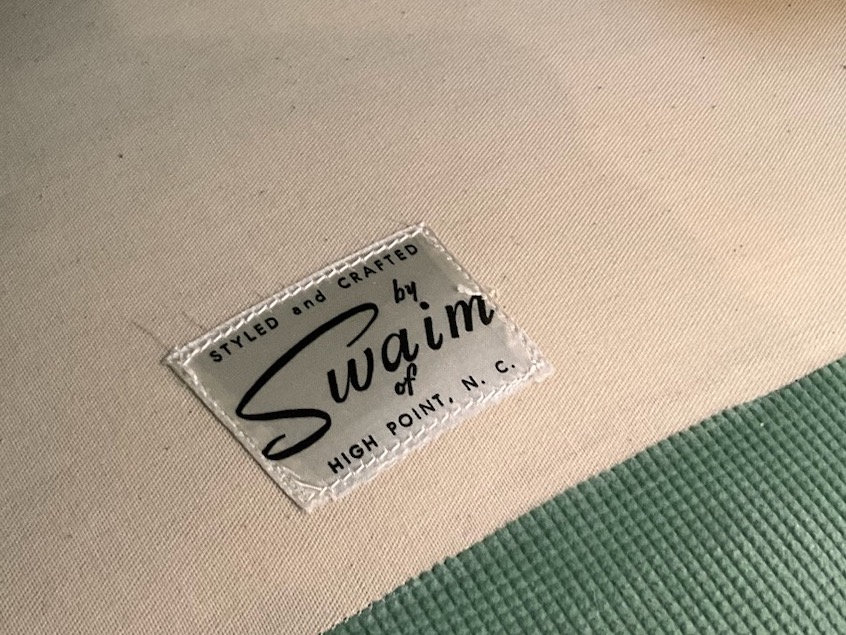 STYLED and CRAFTED
by
Swaim
of
HIGH POINT, N. C.